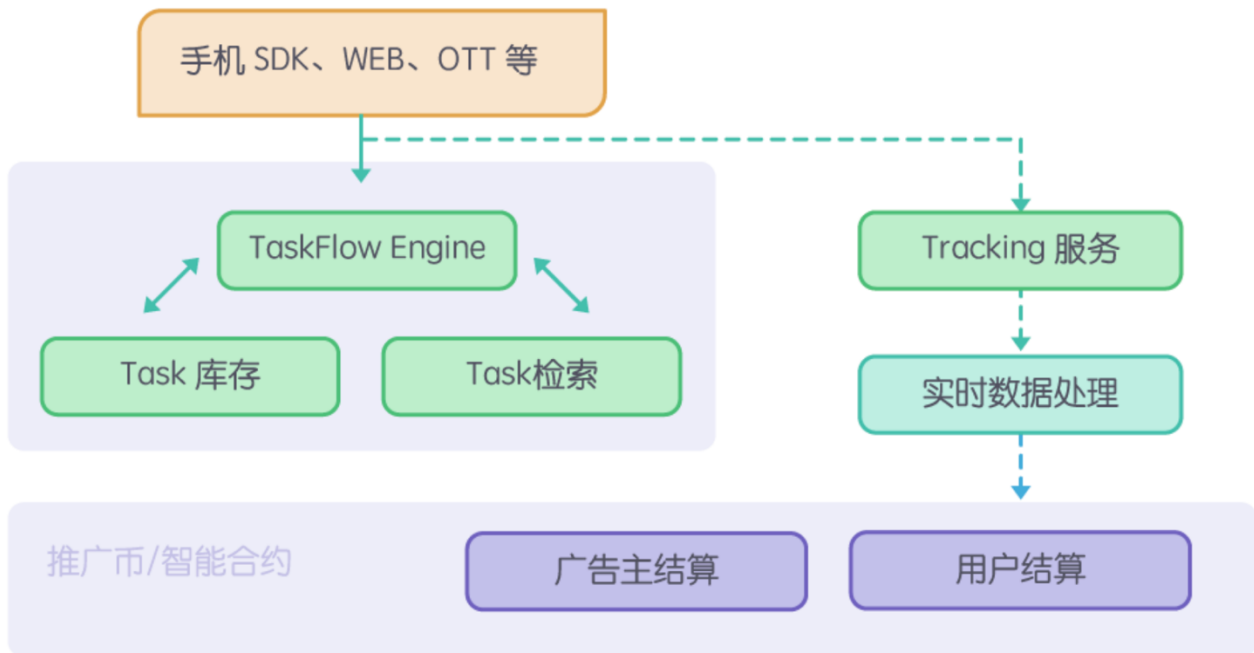 手机 SDK、WEB、OTT 等
TaskFlow Engine
Tracking 服务
Task 库存
Task检索
实时数据处理
推广币/智能合约
广告主结算
用户结算